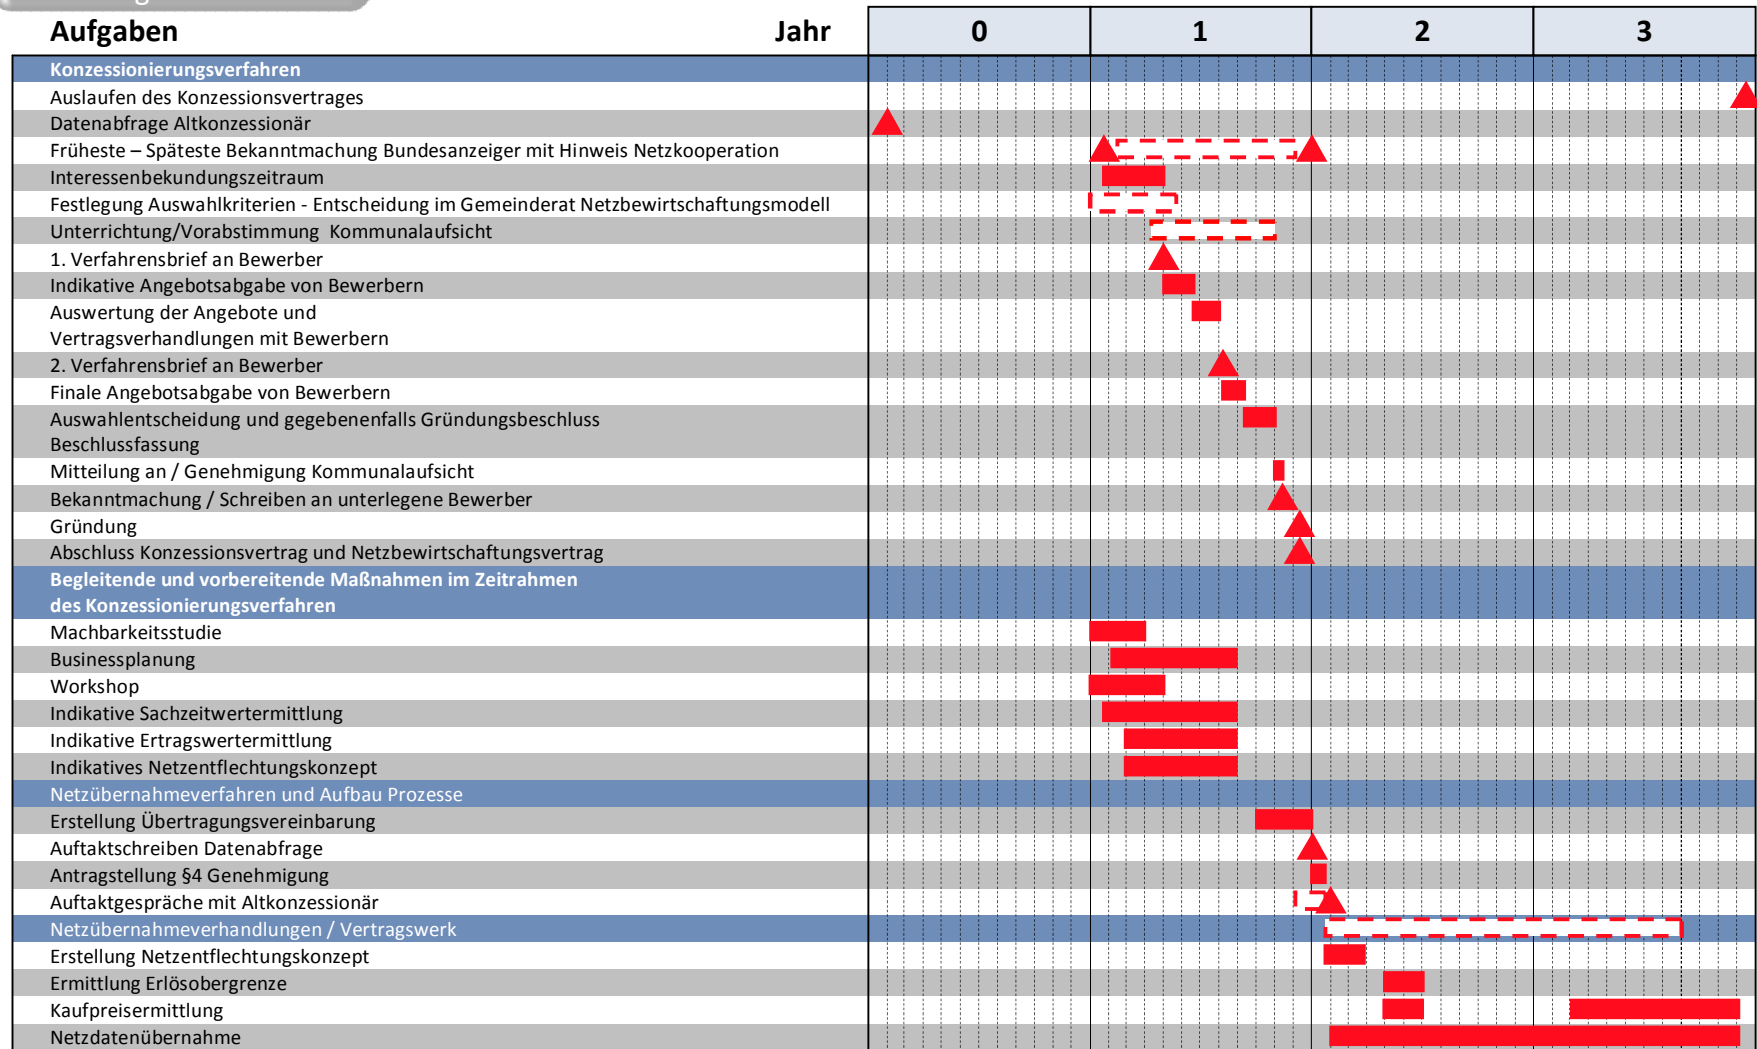 Aufgaben Jahr 0 1 2 3
Konzessionierungsverfahren
Auslaufen des Konzessionsvertrages
Datenabfrage Altkonzessionär
Früheste – Späteste Bekanntmachung Bundesanzeiger mit Hinweis Netzkooperation
Interessenbekundungszeitraum
Festlegung Auswahlkriterien - Entscheidung im Gemeinderat Netzbewirtschaftungsmodell
Unterrichtung/Vorabstimmung Kommunalaufsicht
1. Verfahrensbrief an Bewerber
Indikative Angebotsabgabe von Bewerbern
Auswertung der Angebote und
Vertragsverhandlungen mit Bewerbern
2. Verfahrensbrief an Bewerber
Finale Angebotsabgabe von Bewerbern
Auswahlentscheidung und gegebenenfalls Gründungsbeschluss
Beschlussfassung
Mitteilung an / Genehmigung Kommunalaufsicht
Bekanntmachung / Schreiben an unterlegene Bewerber
Gründung
Abschluss Konzessionsvertrag und Netzbewirtschaftungsvertrag
Begleitende und vorbereitende Maßnahmen im Zeitrahmen
des Konzessionierungsverfahren
Machbarkeitsstudie
Businessplanung
Workshop
Indikative Sachzeitwertermittlung
Indikative Ertragswertermittlung
Indikatives Netzentflechtungskonzept
Netzübernahmeverfahren und Aufbau Prozesse
Erstellung Übertragungsvereinbarung
Auftaktschreiben Datenabfrage
Antragstellung §4 Genehmigung
Auftaktgespräche mit Altkonzessionär
Netzübernahmeverhandlungen / Vertragswerk
Erstellung Netzentflechtungskonzept
Ermittlung Erlösobergrenze
Kaufpreisermittlung
Netzdatenübernahme